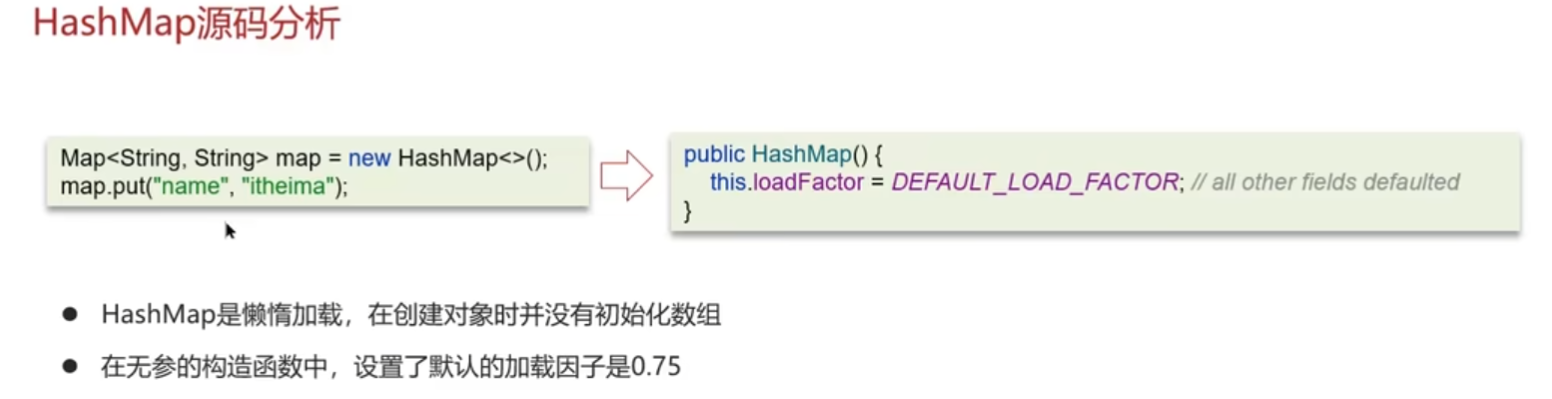 HashMap源码分析
Map<String, String> map = new HashMap<>();
map.put("name", "itheima");
public HashMap() {
this.loadFactor = DEFAULT_LOAD_FACTOR; // all other fields defaulted
}
● HashMap是懒惰加载，在创建对象时并没有初始化数组
● 在无参的构造函数中，设置了默认的加载因子是0.75